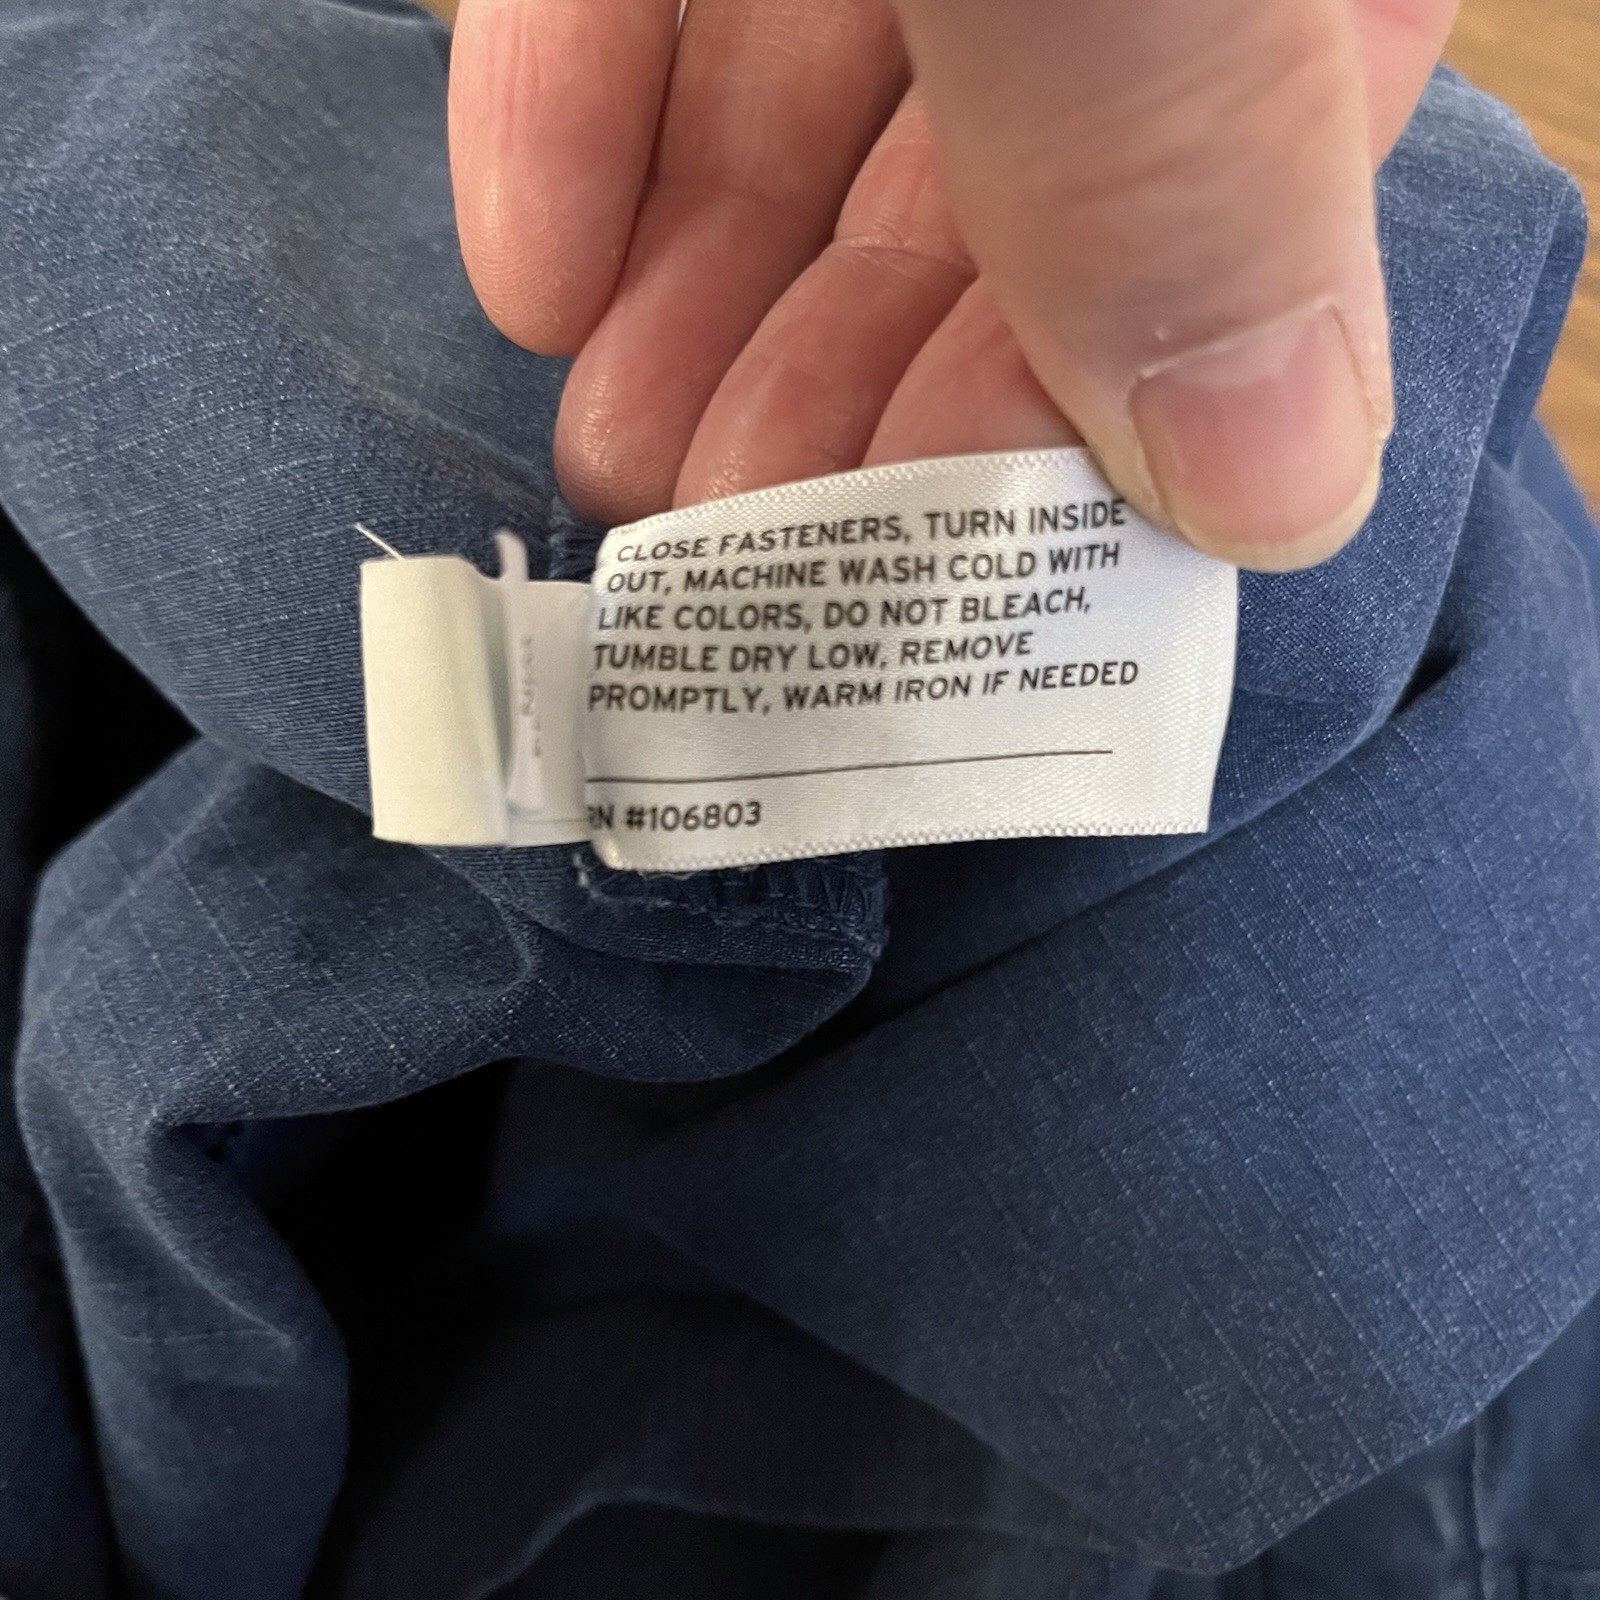 CLOSE FASTENERS, TURN INSIDE
OUT, MACHINE WASH COLD WITH
LIKE COLORS, DO NOT BLEACH,
TUMBLE DRY LOW, REMOVE
PROMPTLY, WARM IRON IF NEEDED
RN #106803